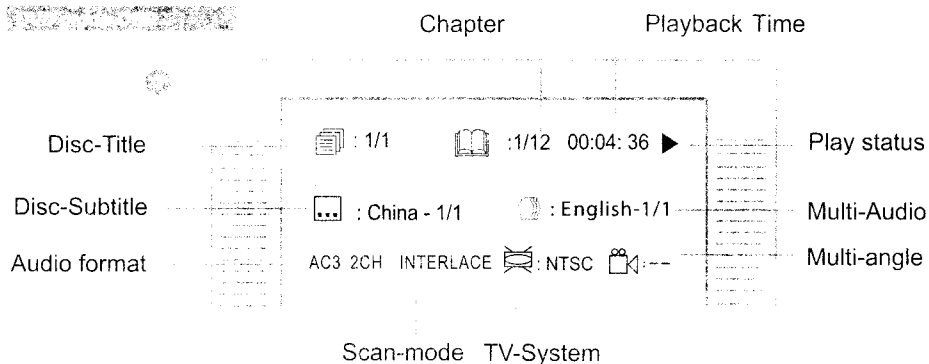 Chapter Playback Time
Disc-Title : 1/1 :1/12 00:04: 36 Play status
Disc-Subtitle : China - 1/1 : English-1/1 Multi-Audio
Audio format AC3 2CH INTERLACE : NTSC :-- Multi-angle
Scan-mode TV-System